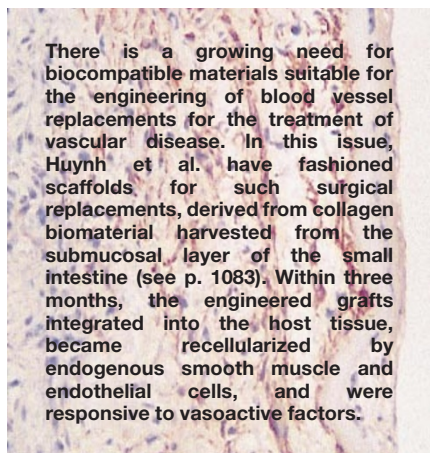 There is a growing need for
biocompatible materials suitable for
the engineering of blood vessel
replacements for the treatment of
vascular disease. In this issue,
Huynh et al. have fashioned
scaffolds for such surgical
replacements, derived from collagen
biomaterial harvested from the
submucosal layer of the small
intestine (see p. 1083). Within three
months, the engineered grafts
integrated into the host tissue,
became recellularized by
endogenous smooth muscle and
endothelial cells, and were
responsive to vasoactive factors.